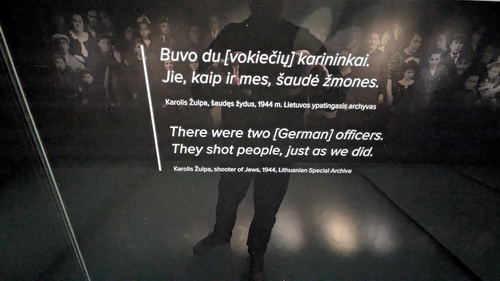 Buvo du [vokiečių] karininkai.
Jie, kaip ir mes, šaudė žmones.
Karolis Žulpa, šaudęs žydus, 1944 m. Lietuvos ypatingasis archyvas
There were two [German] officers.
They shot people, just as we did.
Karolis Žulpa, shooter of Jews, 1944, Lithuanian Special Archive